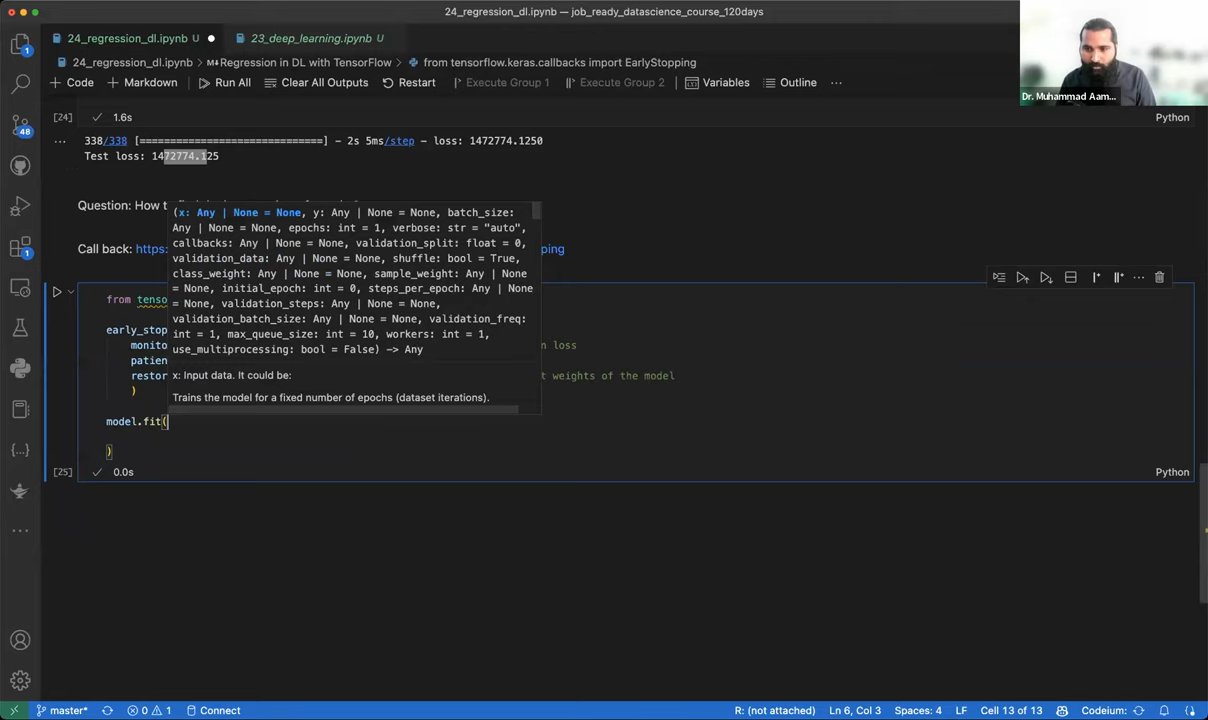 24_regression_dl.ipynb — job_ready_datascience_course_120days
24_regression_dl.ipynb U
23_deep_learning.ipynb U
24_regression_dl.ipynb > M↓Regression in DL with TensorFlow > from tensorflow.keras.callbacks import EarlyStopping
+ Code + Markdown Run All Clear All Outputs Restart Execute Group 1 Execute Group 2 Variables Outline ...
Dr. Muhammad Aam...
[24] 1.6s Python
338/338 [==============================] - 2s 5ms/step - loss: 1472774.1250
Test loss: 1472774.125
Question: How
(x: Any | None = None, y: Any | None = None, batch_size:
Any | None = None, epochs: int = 1, verbose: str = "auto",
callbacks: Any | None = None, validation_split: float = 0,
validation_data: Any | None = None, shuffle: bool = True,
class_weight: Any | None = None, sample_weight: Any | None
= None, initial_epoch: int = 0, steps_per_epoch: Any | None
= None, validation_steps: Any | None = None,
validation_batch_size: Any | None = None, validation_freq:
int = 1, max_queue_size: int = 10, workers: int = 1,
use_multiprocessing: bool = False) -> Any
x: Input data. It could be:
Trains the model for a fixed number of epochs (dataset iterations).
Call back: https: ping
from tenso
early_stop
monito n loss
patien
restor t weights of the model
)
model.fit(
)
[25] 0.0s Python
1
48
1
master* 0 1 Connect R: (not attached) Ln 6, Col 3 Spaces: 4 LF Cell 13 of 13 Codeium: